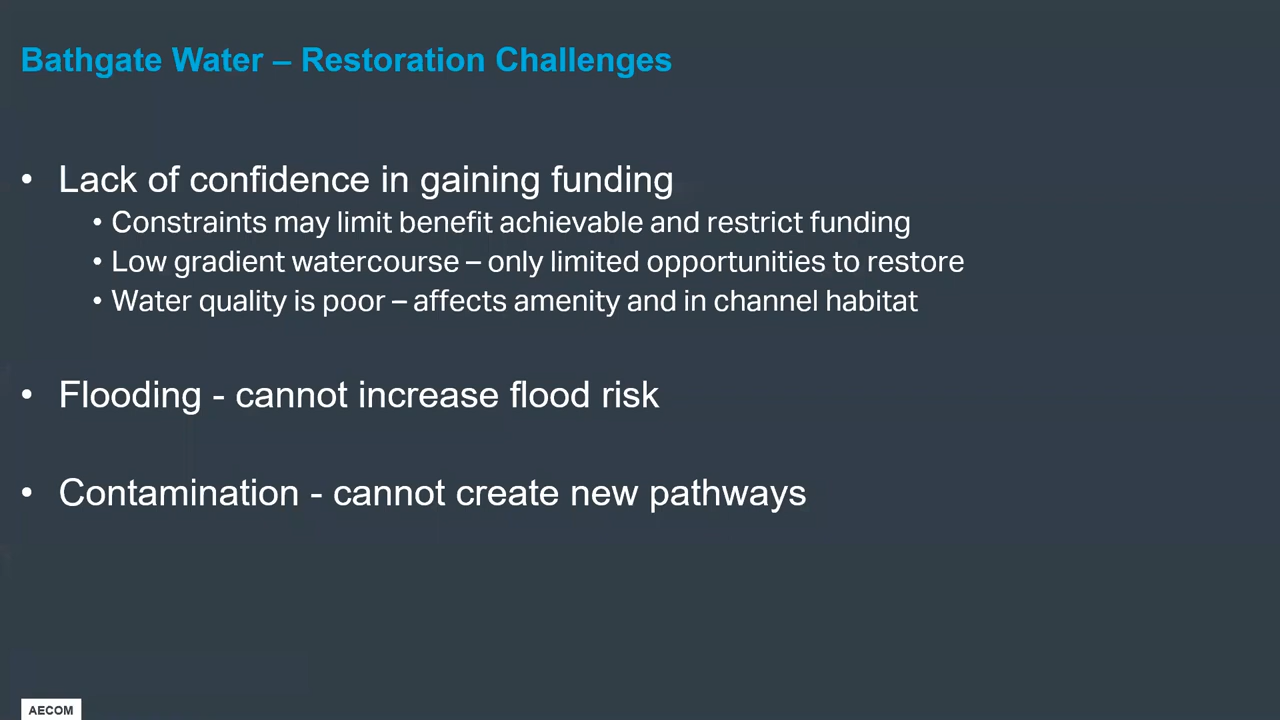 Bathgate Water – Restoration Challenges
• Lack of confidence in gaining funding
• Constraints may limit benefit achievable and restrict funding
• Low gradient watercourse – only limited opportunities to restore
• Water quality is poor – affects amenity and in channel habitat
• Flooding - cannot increase flood risk
• Contamination - cannot create new pathways
AECOM